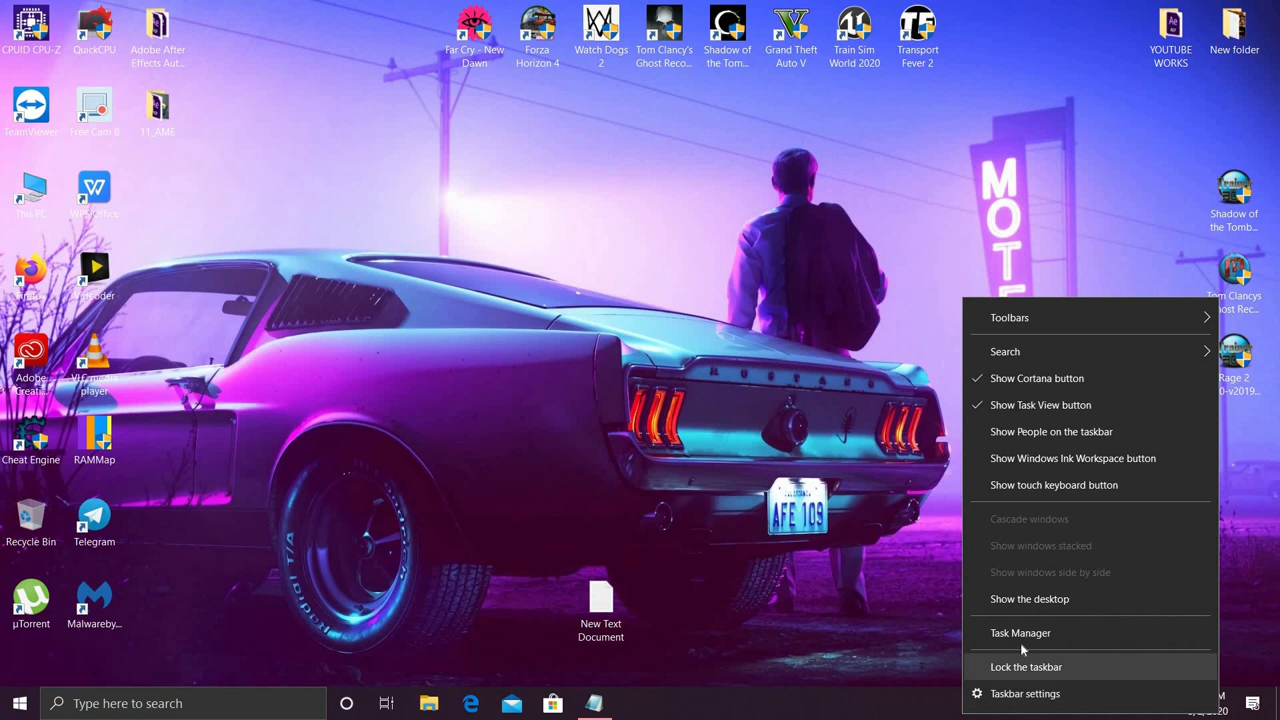 CPUID CPU-Z
QuickCPU
Adobe After
Effects Aut...
Far Cry - New
Dawn
Forza
Horizon 4
Watch Dogs
2
Tom Clancy's
Ghost Reco...
Shadow of
the Tom...
Grand Theft
Auto V
Train Sim
World 2020
Transport
Fever 2
YOUTUBE
WORKS
New folder
TeamViewer
Free Cam 8
11_AME
This PC
WPS Office
Shadow of
the Tomb...
MOTE
Firefox
Tom Clancys
Adobe
Creati...
VLC media
player
Rage 2
MUSTANG
Cheat Engine
RAMMap
AFE 109
Recycle Bin
Telegram
µTorrent
Malwareby...
New Text
Document
Toolbars
Search
Show Cortana button
Show Task View button
Show People on the taskbar
Show Windows Ink Workspace button
Show touch keyboard button
Cascade windows
Show windows stacked
Show windows side by side
Show the desktop
Task Manager
Lock the taskbar
Taskbar settings
Type here to search